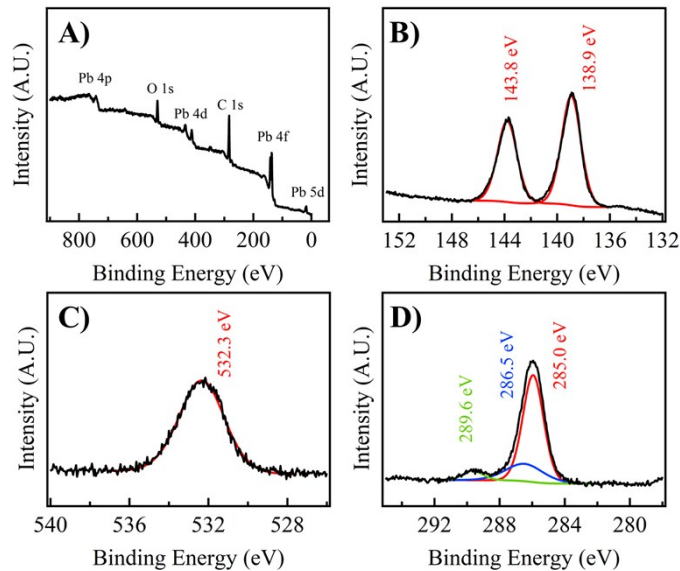 A)
Intensity (A.U.)
Pb 4p
O 1s
Pb 4d
C 1s
Pb 4f
Pb 5d
800 600 400 200 0
Binding Energy (eV)
B)
Intensity (A.U.)
143.8 eV
138.9 eV
152 148 144 140 136 132
Binding Energy (eV)
C)
Intensity (A.U.)
532.3 eV
540 536 532 528
Binding Energy (eV)
D)
Intensity (A.U.)
289.6 eV
286.5 eV
285.0 eV
292 288 284 280
Binding Energy (eV)